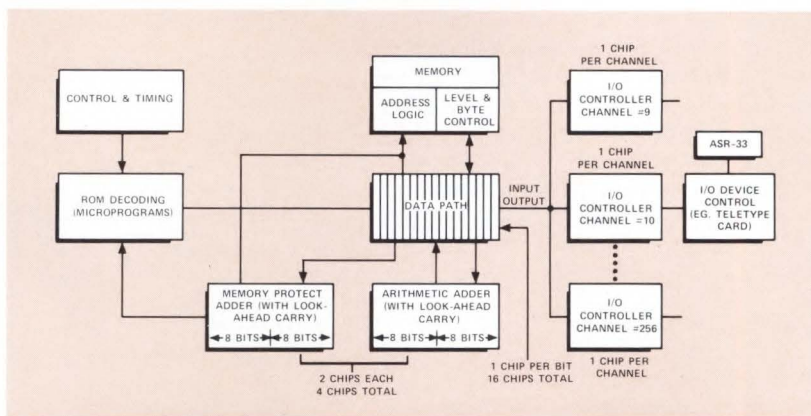 CONTROL & TIMING
ROM DECODING
(MICROPROGRAMS)
MEMORY
ADDRESS
LOGIC
LEVEL &
BYTE
CONTROL
DATA PATH
INPUT
OUTPUT
MEMORY PROTECT
ADDER (WITH LOOK-
AHEAD CARRY)
8 BITS
8 BITS
ARITHMETIC ADDER
(WITH LOOK-AHEAD
CARRY)
8 BITS
8 BITS
2 CHIPS EACH
4 CHIPS TOTAL
1 CHIP PER BIT
16 CHIPS TOTAL
1 CHIP
PER CHANNEL
I/O
CONTROLLER
CHANNEL =9
1 CHIP
PER CHANNEL
I/O
CONTROLLER
CHANNEL =10
ASR-33
I/O DEVICE
CONTROL
(EG. TELETYPE
CARD)
I/O
CONTROLLER
CHANNEL =256
1 CHIP PER
CHANNEL